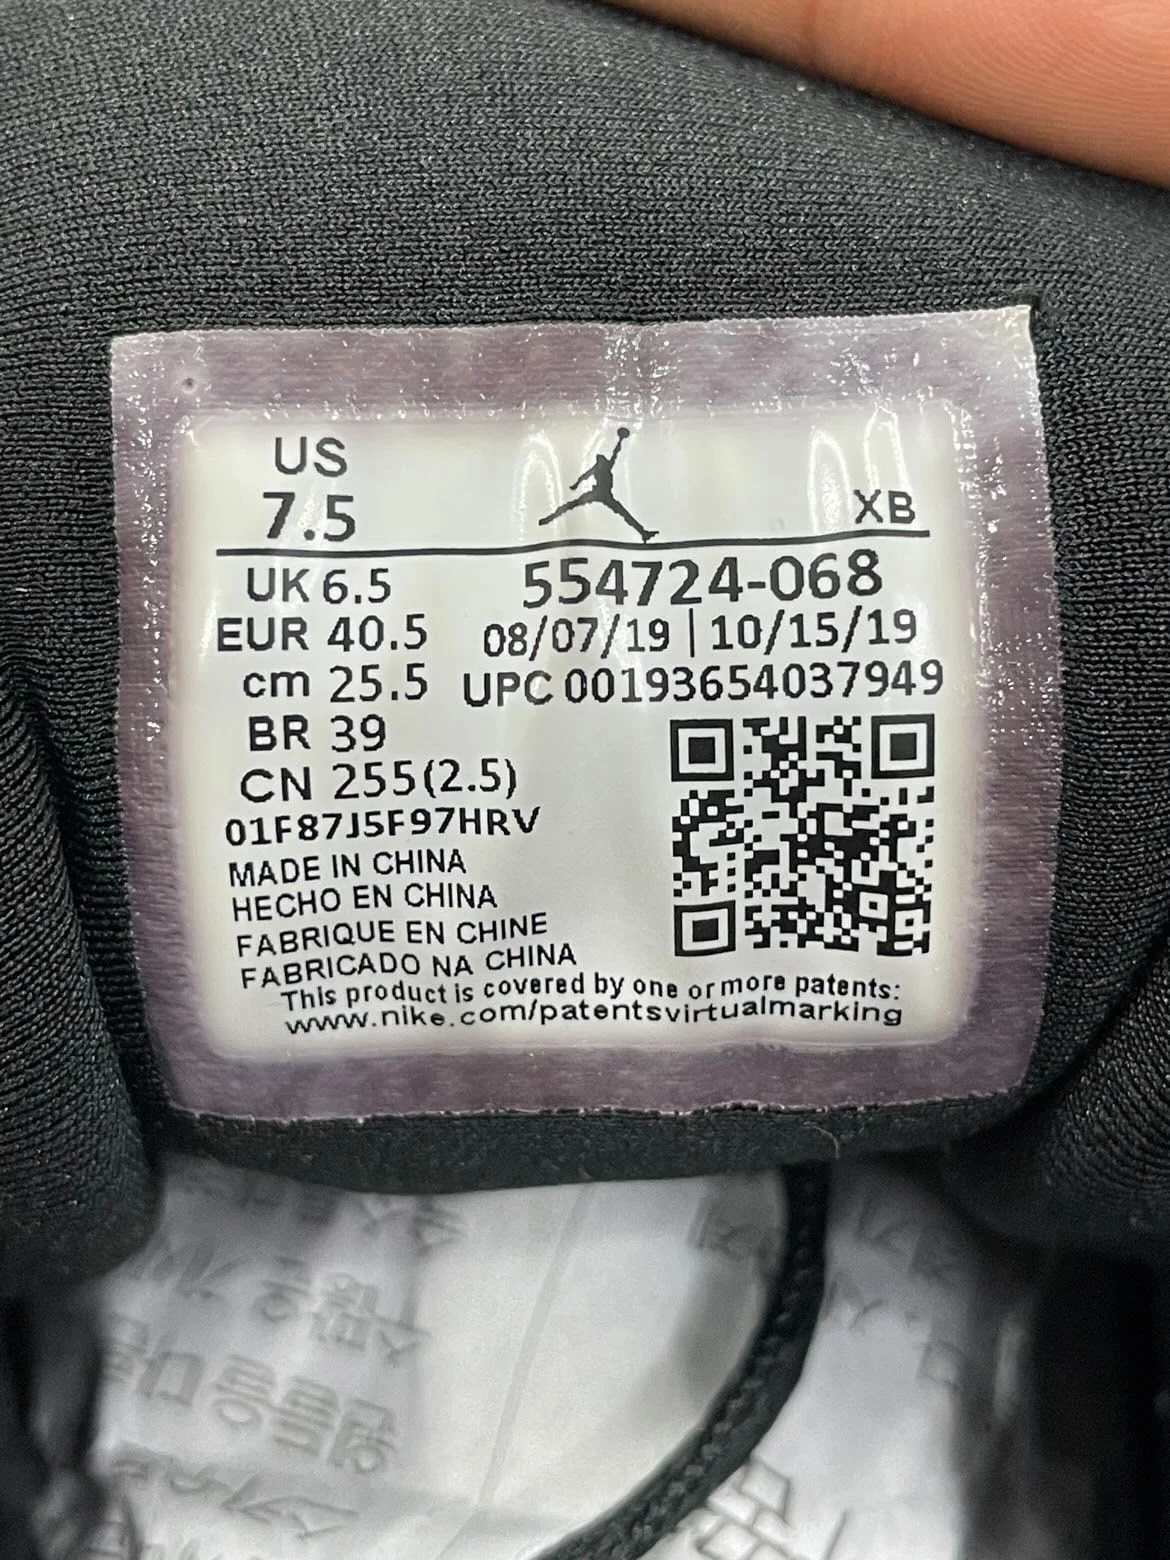 US
7.5
XB
UK 6.5
554724-068
EUR 40.5
08/07/19 | 10/15/19
cm 25.5
UPC 00193654037949
BR 39
CN 255(2.5)
01F87J5F97HRV
MADE IN CHINA
HECHO EN CHINA
FABRIQUE EN CHINE
FABRICADO NA CHINA
This product is covered by one or more patents:
www.nike.com/patentsvirtualmarking